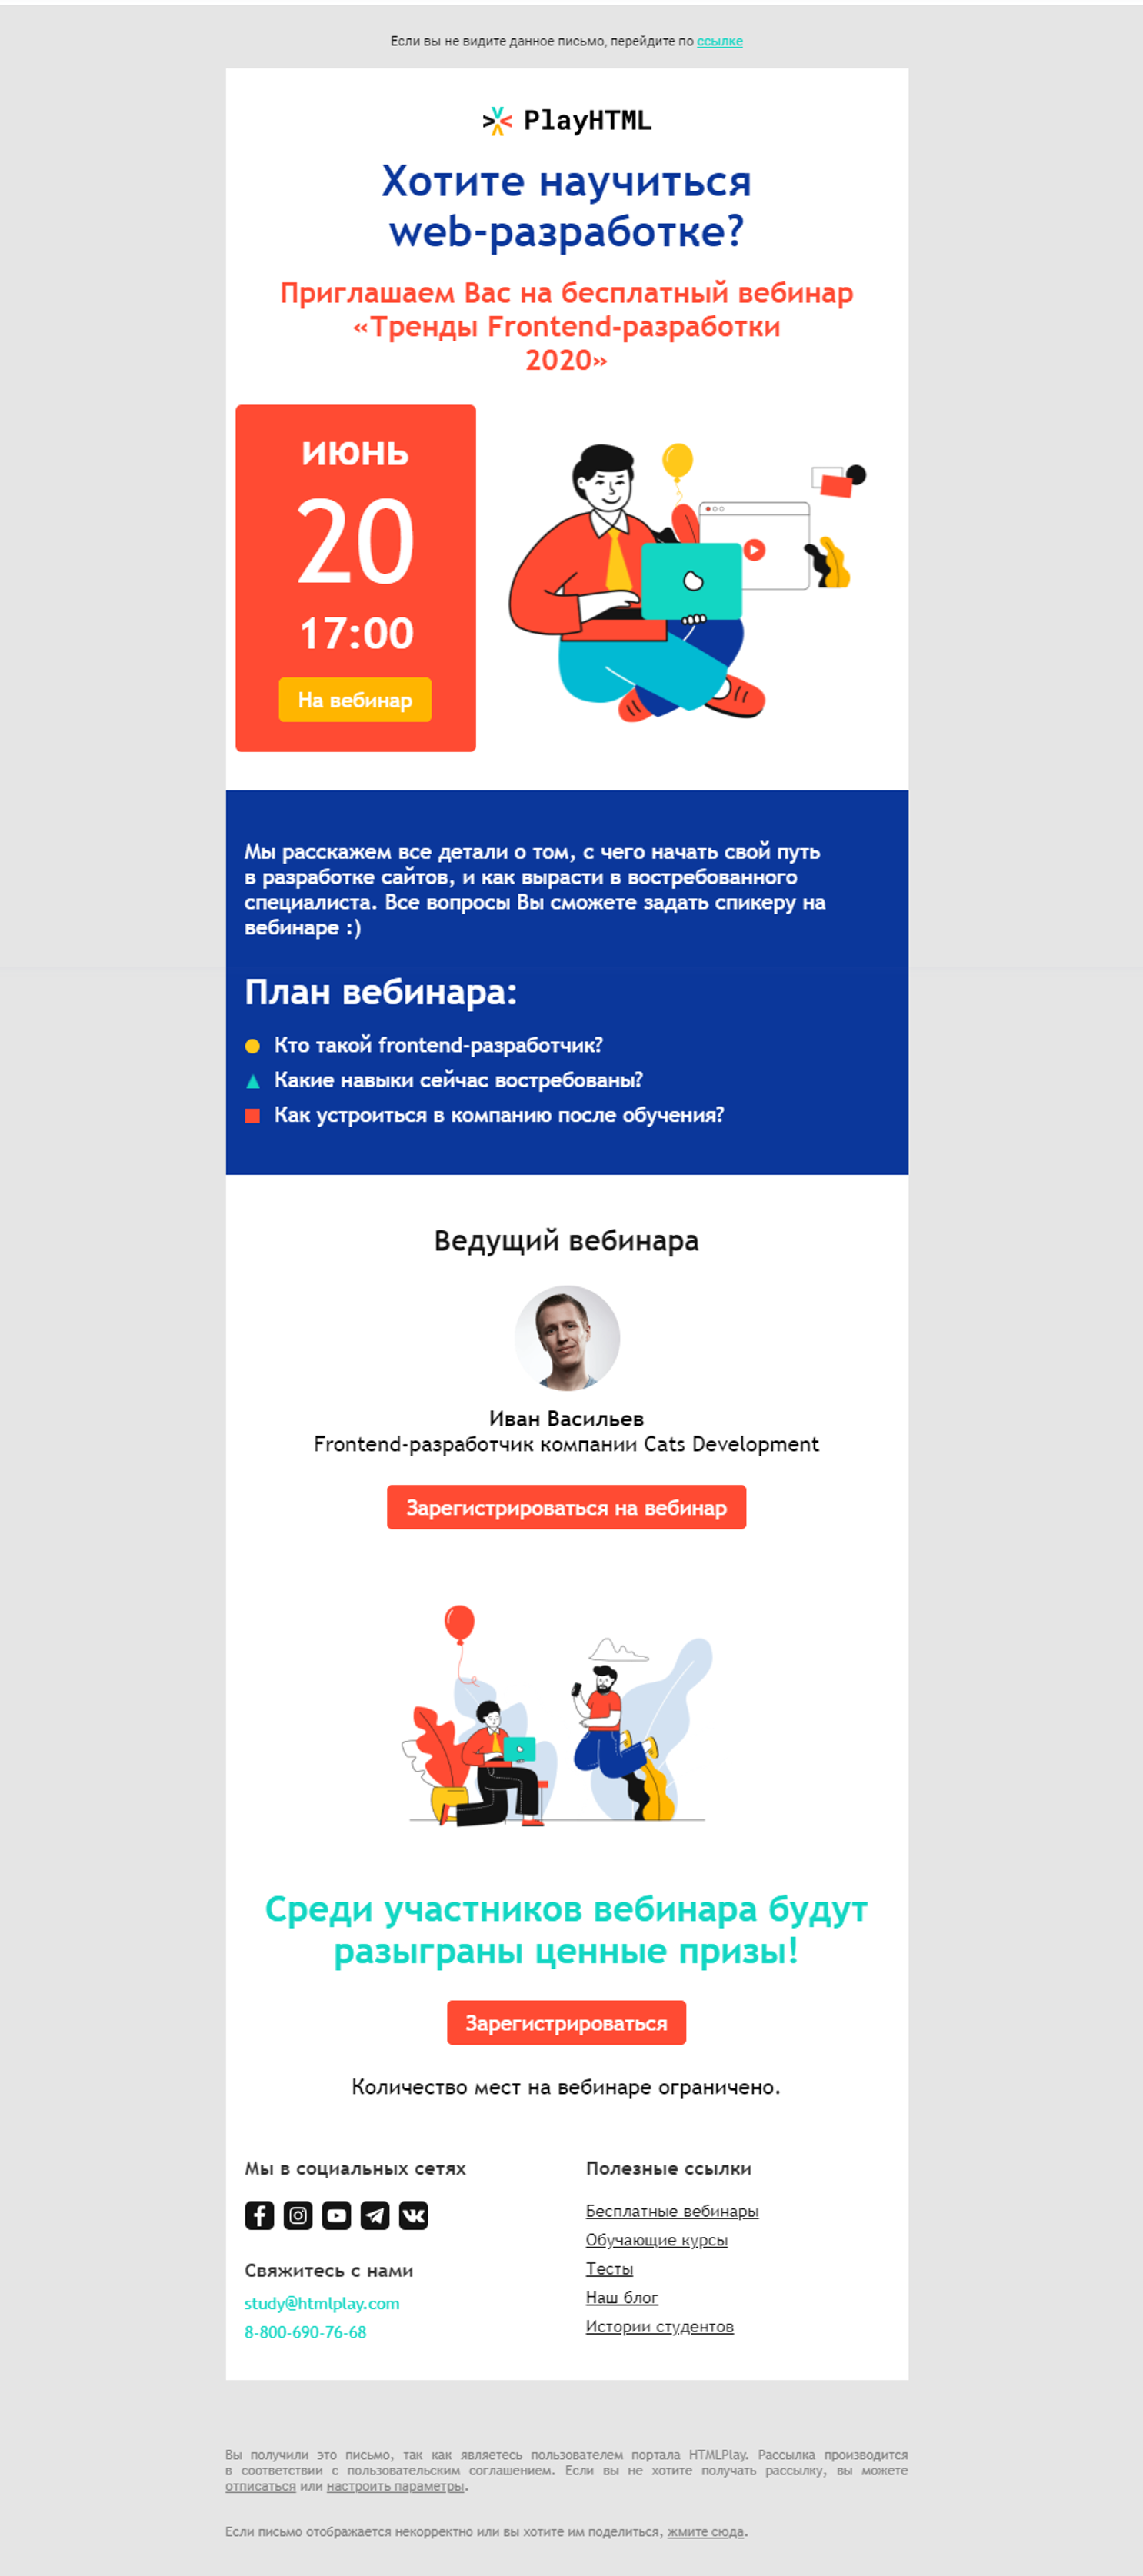 Если вы не видите данное письмо, перейдите по ссылке
PlayHTML
Хотите научиться
web-разработке?
Приглашаем Вас на бесплатный вебинар
«Тренды Frontend-разработки
2020»
июнь
20
17:00
На вебинар
Мы расскажем все детали о том, с чего начать свой путь
в разработке сайтов, и как вырасти в востребованного
специалиста. Все вопросы Вы сможете задать спикеру на
вебинаре :)
План вебинара:
Кто такой frontend-разработчик?
Какие навыки сейчас востребованы?
Как устроиться в компанию после обучения?
Ведущий вебинара
Иван Васильев
Frontend-разработчик компании Cats Development
Зарегистрироваться на вебинар
Среди участников вебинара будут
разыграны ценные призы!
Зарегистрироваться
Количество мест на вебинаре ограничено.
Мы в социальных сетях
Свяжитесь с нами
study@htmlplay.com
8-800-690-76-68
Полезные ссылки
Бесплатные вебинары
Обучающие курсы
Тесты
Наш блог
Истории студентов
Вы получили это письмо, так как являетесь пользователем портала HTMLPlay. Рассылка производится
в соответствии с пользовательским соглашением. Если вы не хотите получать рассылку, вы можете
отписаться или настроить параметры.
Если письмо отображается некорректно или вы хотите им поделиться, жмите сюда.